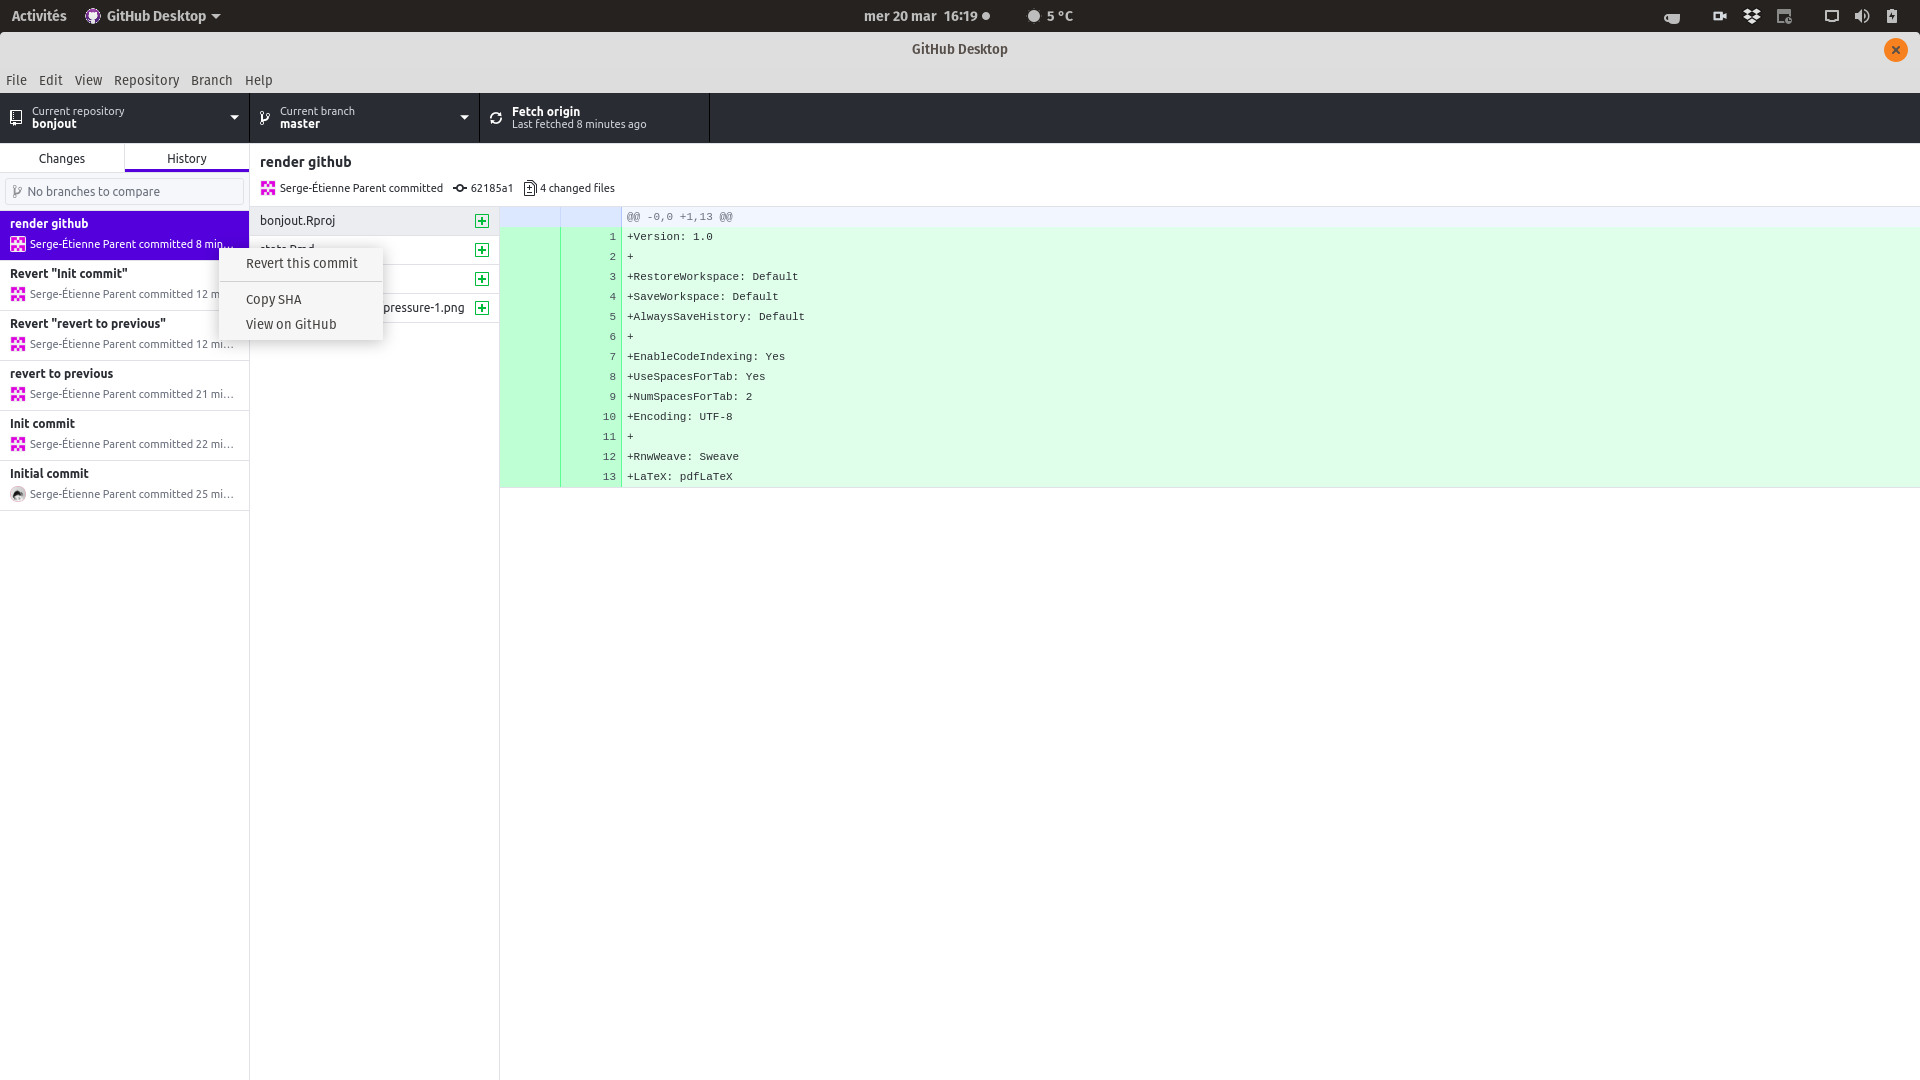 Activités GitHub Desktop mer 20 mar 16:19 5 °C
GitHub Desktop
File Edit View Repository Branch Help
Current repository
bonjout
Current branch
master
Fetch origin
Last fetched 8 minutes ago
Changes
History
No branches to compare
render github
Serge-Étienne Parent committed 8 min...
Revert "Init commit"
Serge-Étienne Parent committed 12 m
Revert "revert to previous"
Serge-Étienne Parent committed 12 mi...
revert to previous
Serge-Étienne Parent committed 21 mi...
Init commit
Serge-Étienne Parent committed 22 mi...
Initial commit
Serge-Étienne Parent committed 25 mi...
Revert this commit
Copy SHA
View on GitHub
render github
Serge-Étienne Parent committed 62185a1 4 changed files
bonjout.Rproj
pressure-1.png
@@ -0,0 +1,13 @@
1 +Version: 1.0
2 +
3 +RestoreWorkspace: Default
4 +SaveWorkspace: Default
5 +AlwaysSaveHistory: Default
6 +
7 +EnableCodeIndexing: Yes
8 +UseSpacesForTab: Yes
9 +NumSpacesForTab: 2
10 +Encoding: UTF-8
11 +
12 +RnwWeave: Sweave
13 +LaTeX: pdfLaTeX